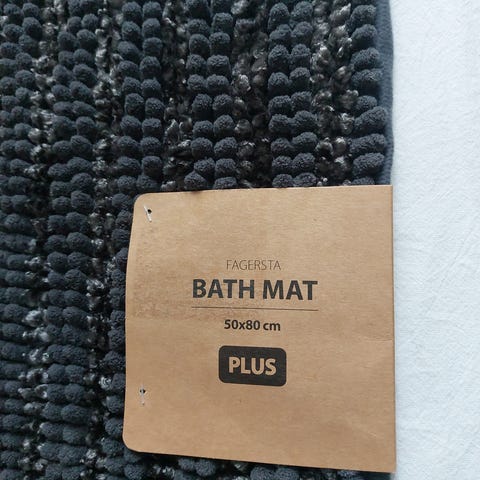 FAGERSTA
BATH MAT
50x80 cm
PLUS